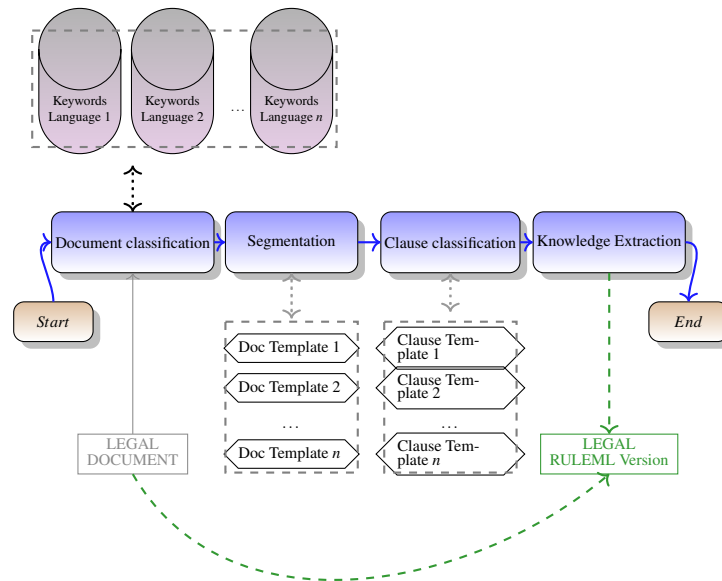 Keywords
Language 1
Keywords
Language 2
...
Keywords
Language n
Document classification
Segmentation
Clause classification
Knowledge Extraction
Start
End
Doc Template 1
Doc Template 2
...
Doc Template n
Clause Tem-
plate 1
Clause Tem-
plate 2
...
Clause Tem-
plate n
LEGAL
DOCUMENT
LEGAL
RULEML Version